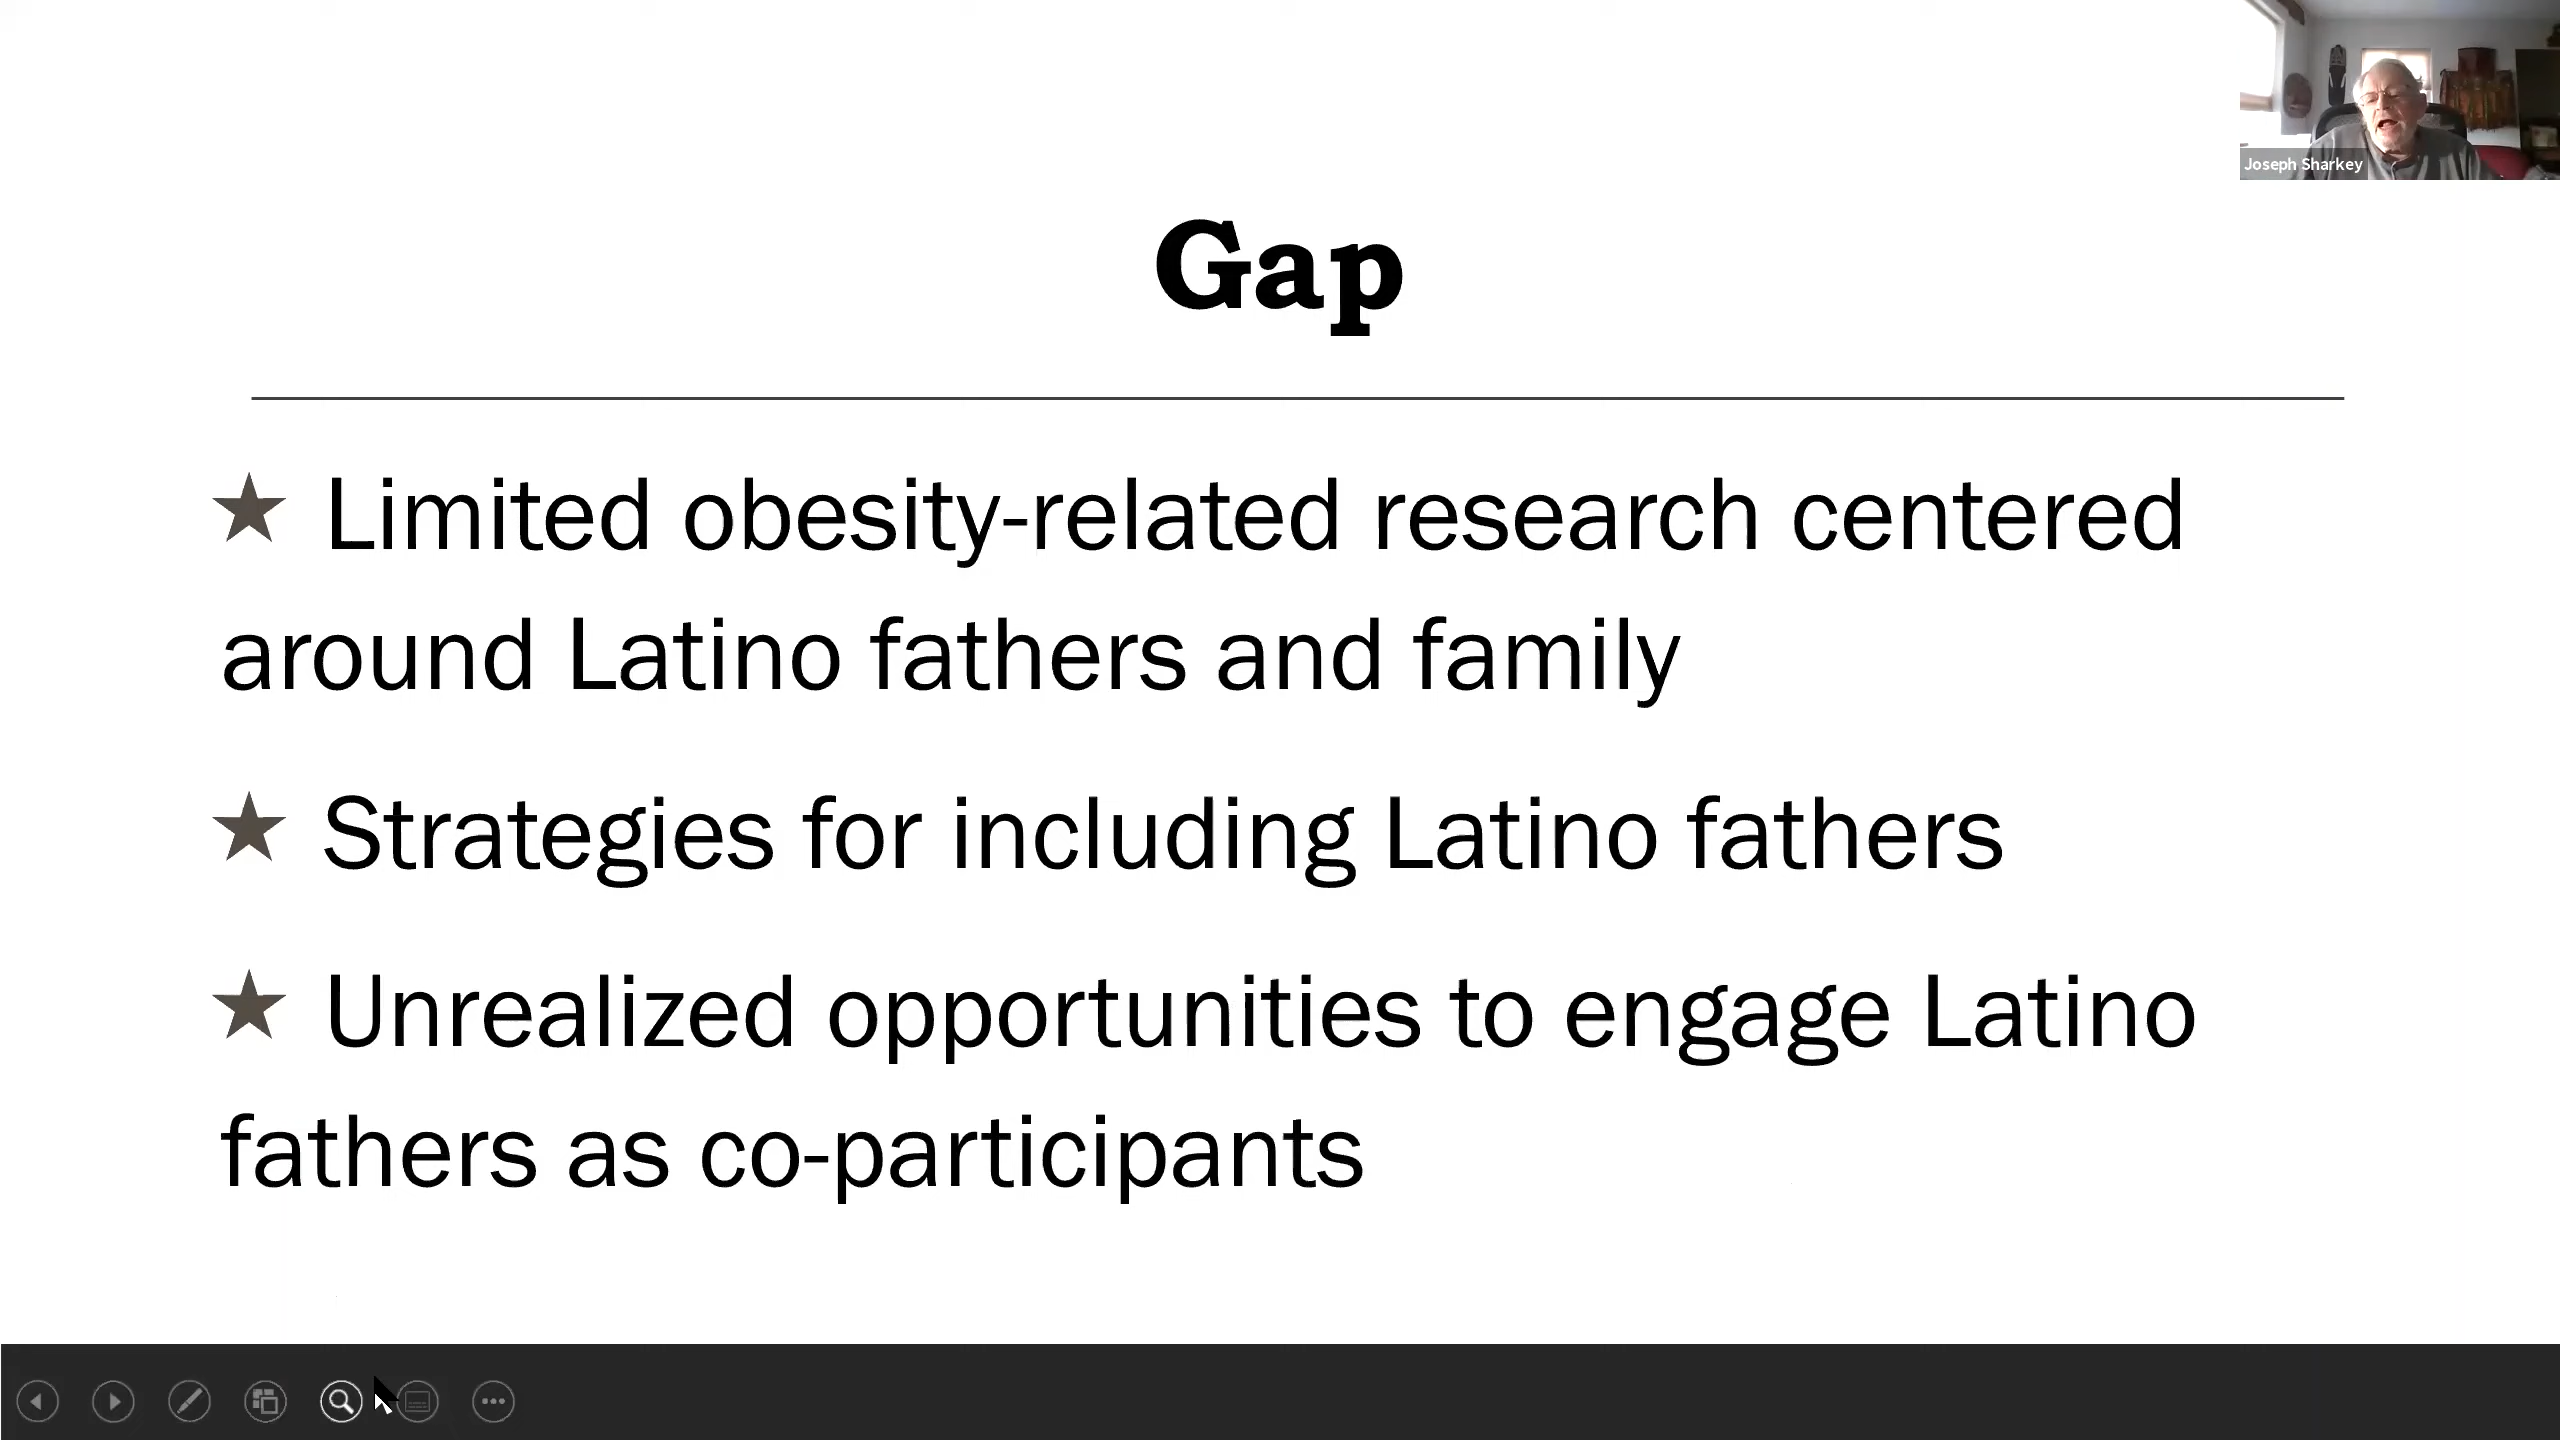 Joseph Sharkey
Gap
★ Limited obesity-related research centered
around Latino fathers and family
★ Strategies for including Latino fathers
★ Unrealized opportunities to engage Latino
fathers as co-participants